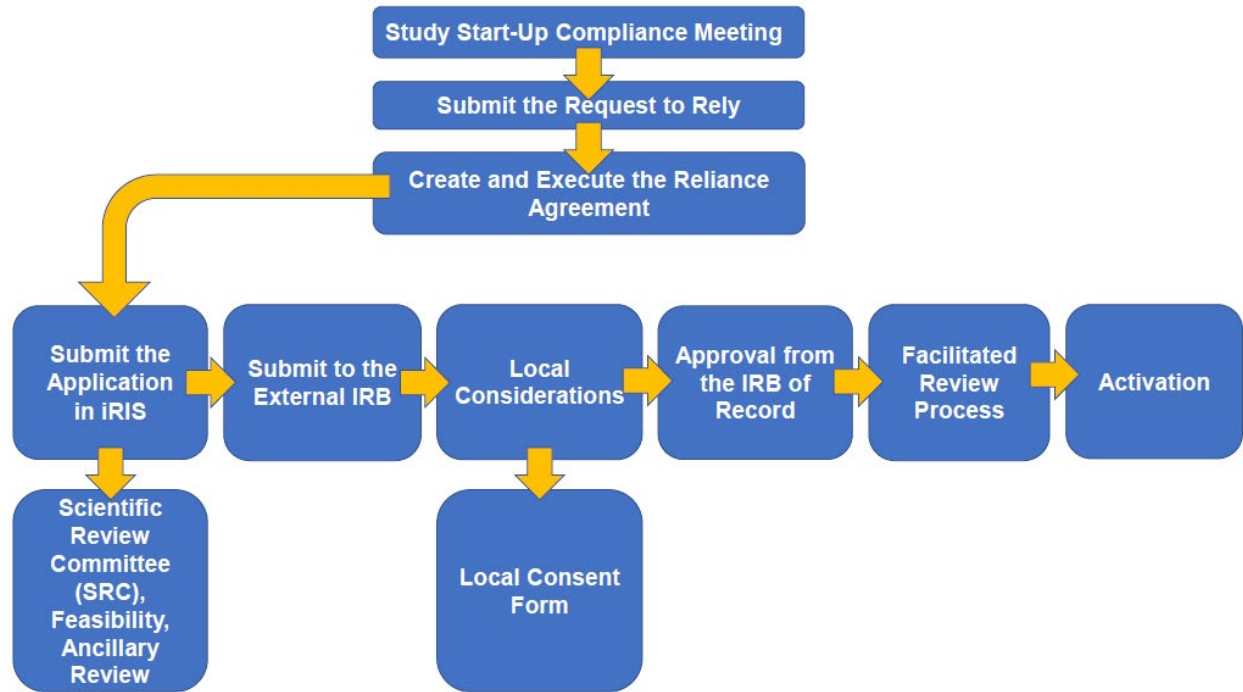 Study Start-Up Compliance Meeting
Submit the Request to Rely
Create and Execute the Reliance
Agreement
Submit the
Application
in iRIS
Submit to the
External IRB
Local
Considerations
Approval from
the IRB of
Record
Facilitated
Review
Process
Activation
Scientific
Review
Committee
(SRC),
Feasibility,
Ancillary
Review
Local Consent
Form